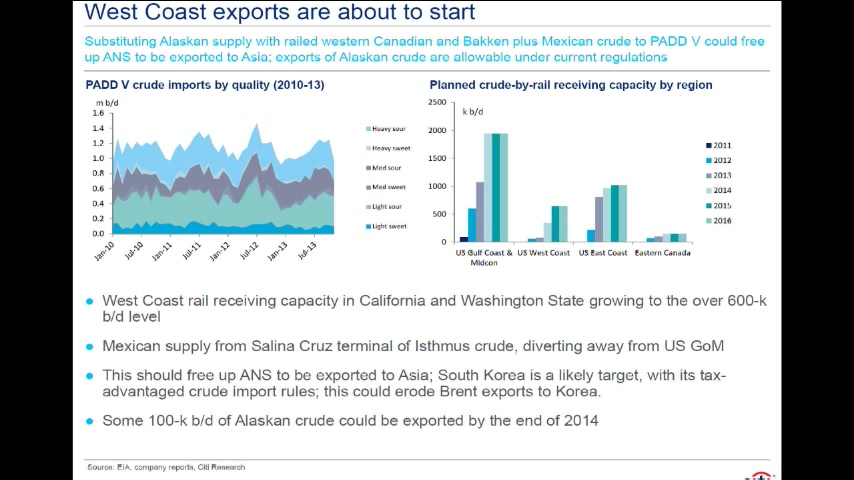 West Coast exports are about to start
Substituting Alaskan supply with railed western Canadian and Bakken plus Mexican crude to PADD V could free
up ANS to be exported to Asia; exports of Alaskan crude are allowable under current regulations
PADD V crude imports by quality (2010-13)
m b/d
1.6
1.4
1.2
1.0
0.8
0.6
0.4
0.2
0.0
Jan-10
Jul-10
Jan-11
Jul-11
Jan-12
Jul-12
Jan-13
Jul-13
Heavy sour
Heavy sweet
Med sour
Med sweet
Light sour
Light sweet
Planned crude-by-rail receiving capacity by region
2500
k b/d
2000
1500
1000
500
0
US Gulf Coast &
Midcon
US West Coast
US East Coast
Eastern Canada
2011
2012
2013
2014
2015
2016
West Coast rail receiving capacity in California and Washington State growing to the over 600-k
b/d level
Mexican supply from Salina Cruz terminal of Isthmus crude, diverting away from US GoM
This should free up ANS to be exported to Asia; South Korea is a likely target, with its tax-
advantaged crude import rules; this could erode Brent exports to Korea.
Some 100-k b/d of Alaskan crude could be exported by the end of 2014
Source: EIA, company reports, Citi Research